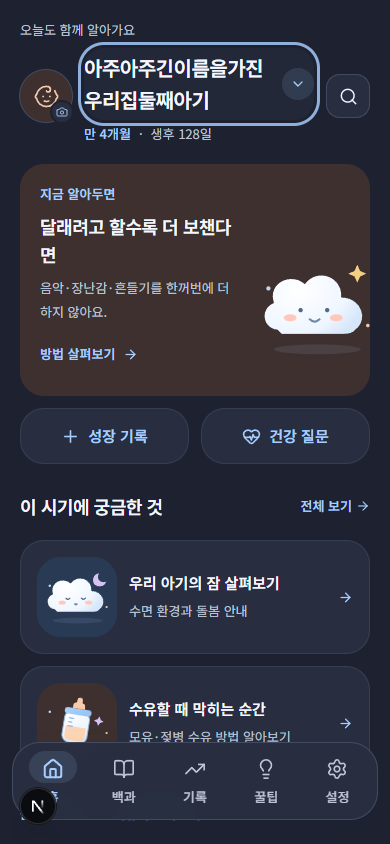 오늘도 함께 알아가요
아주아주긴이름을가진
우리집둘째아기
만 4개월 · 생후 128일
지금 알아두면
달래려고 할수록 더 보챈다
면
음악·장난감·흔들기를 한꺼번에 더
하지 않아요.
방법 살펴보기 →
성장 기록
건강 질문
이 시기에 궁금한 것
전체 보기 →
우리 아기의 잠 살펴보기
수면 환경과 돌봄 안내
수유할 때 막히는 순간
모유·젖병 수유 방법 알아보기
N
백과
기록
꿀팁
설정